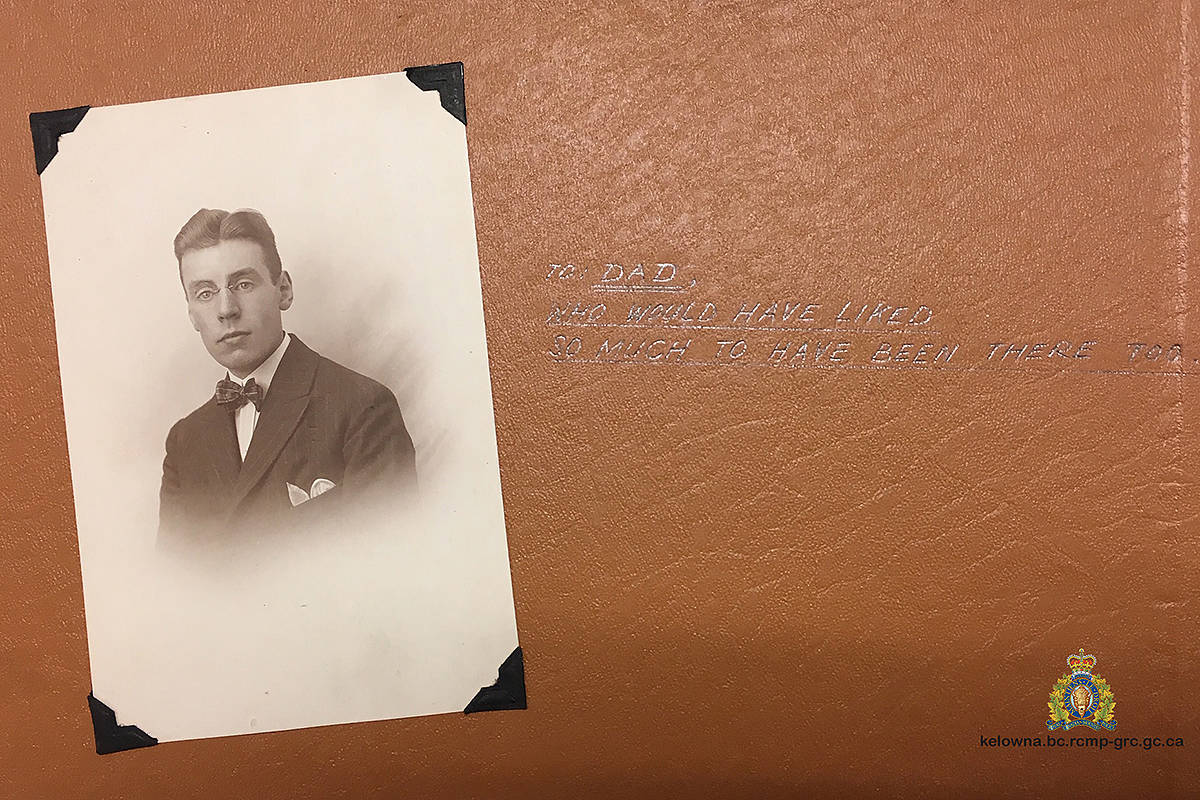 TO: DAD,
WHO WOULD HAVE LIKED
SO MUCH TO HAVE BEEN THERE TOO
kelowna.bc.rcmp-grc.gc.ca